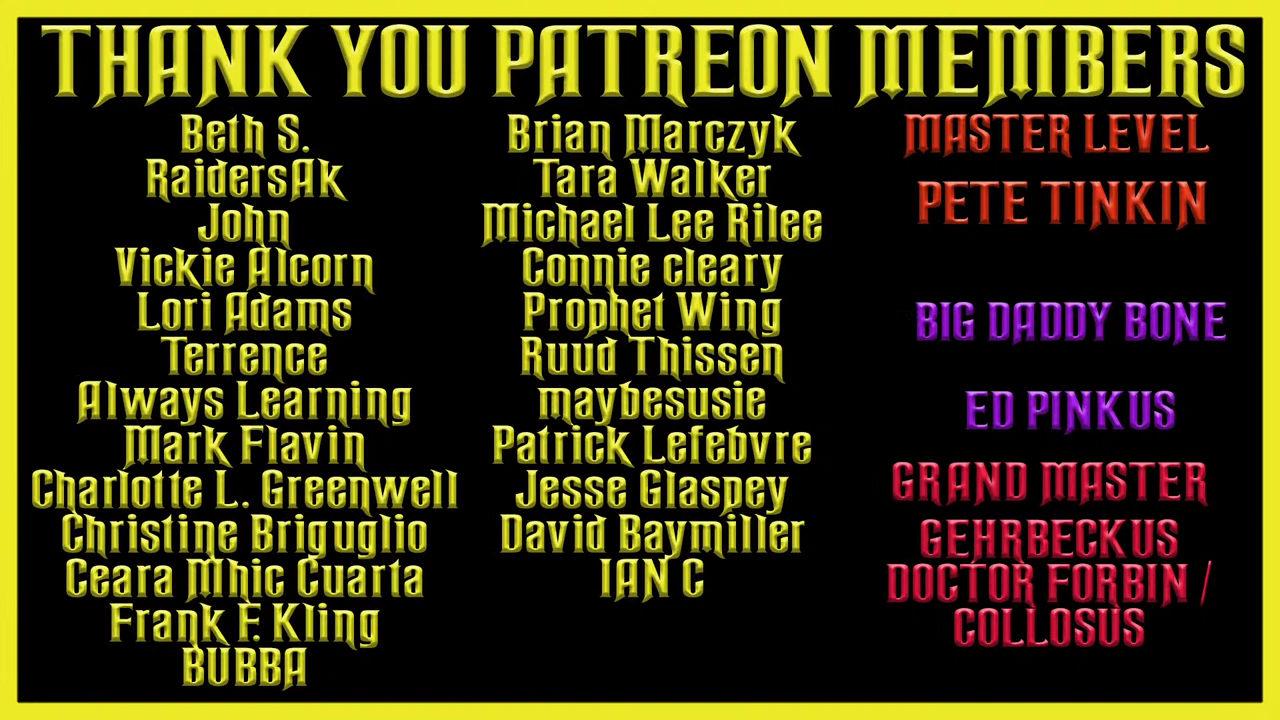 THANK YOU PATREON MEMBERS
Beth S.
RaidersAk
John
Vickie Alcorn
Lori Adams
Terrence
Always Learning
Mark Flavin
Charlotte L. Greenwell
Christine Briguglio
Ceara Mhic Cuarta
Frank F. Kling
BUBBA
Brian Marczyk
Tara Walker
Michael Lee Rilee
Connie cleary
Prophet Wing
Ruud Thissen
maybesusie
Patrick Lefebvre
Jesse Glaspey
David Baymiller
IAN C
MASTER LEVEL
PETE TINKIN
BIG DADDY BONE
ED PINKUS
GRAND MASTER
GEHRBECKUS
DOCTOR FORBIN /
COLLOSUS